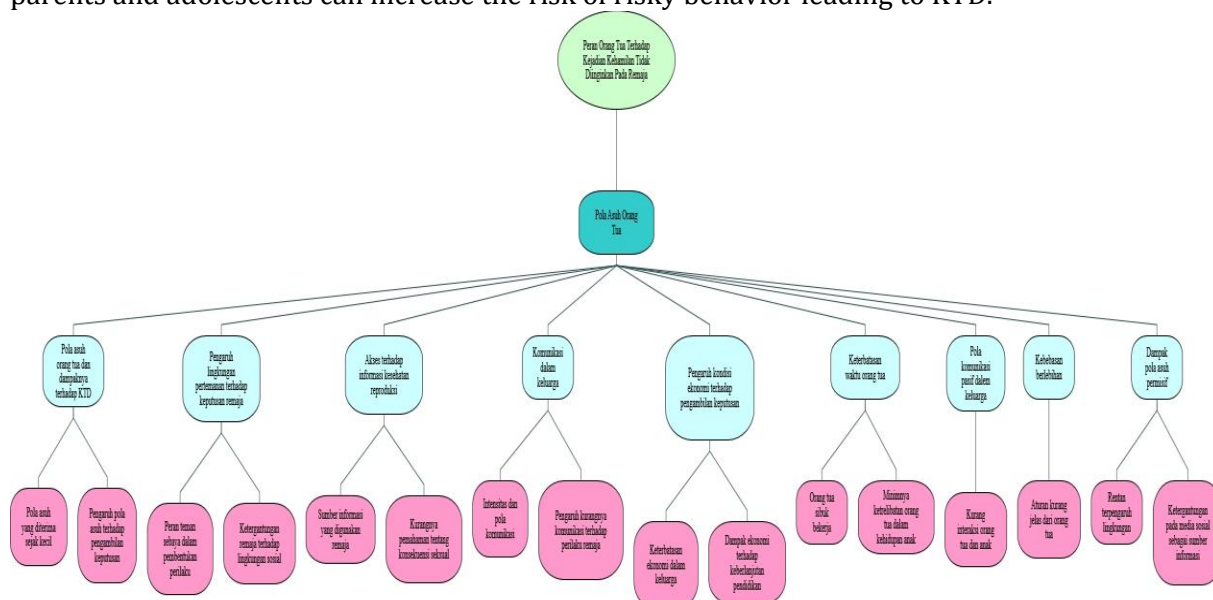 parents and adolescents can increase the risk of risky behavior leading to KTD.
Peran Orang Tua Terhadap
Kejadian Kehamilan Tidak
Diinginkan Pada Remaja
Pola Asuh Orang
Tua
Pola asuh
orang tua dan
dampaknya
terhadap KTD
Pengaruh
lingkungan
pertemanan terhadap
keputusan remaja
Akses terhadap
informasi kesehatan
reproduksi
Komunikasi
dalam
keluarga
Pengaruh kondisi
ekonomi terhadap
pengambilan keputusan
Keterbatasan
waktu orang tua
Pola
komunikasi
pasif dalam
keluarga
Kebebasan
berlebihan
Dampak
pola asuh
permisif
Pola asuh
yang diterima
sejak kecil
Pengaruh pola
asuh terhadap
pengambilan
keputusan
Peran teman
sebaya dalam
pembentukan
perilaku
Ketergantungan
remaja terhadap
lingkungan sosial
Sumber informasi
yang digunakan
remaja
Kurangnya
pemahaman tentang
konsekuensi seksual
Intensitas dan
pola
komunikasi
Pengaruh kurangnya
komunikasi terhadap
perilaku remaja
Keterbatasan
ekonomi dalam
keluarga
Dampak ekonomi
terhadap
keberlanjutan
pendidikan
Orang tua
sibuk
bekerja
Minimnya
ketrelibatan orang
tua dalam
kehidupan anak
Kurang
interaksi orang
tua dan anak
Aturan kurang
jelas dari orang
tua
Rentan
terpengaruh
lingkungan
Ketergantungan
pada media sosial
sebagai sumber
informasi